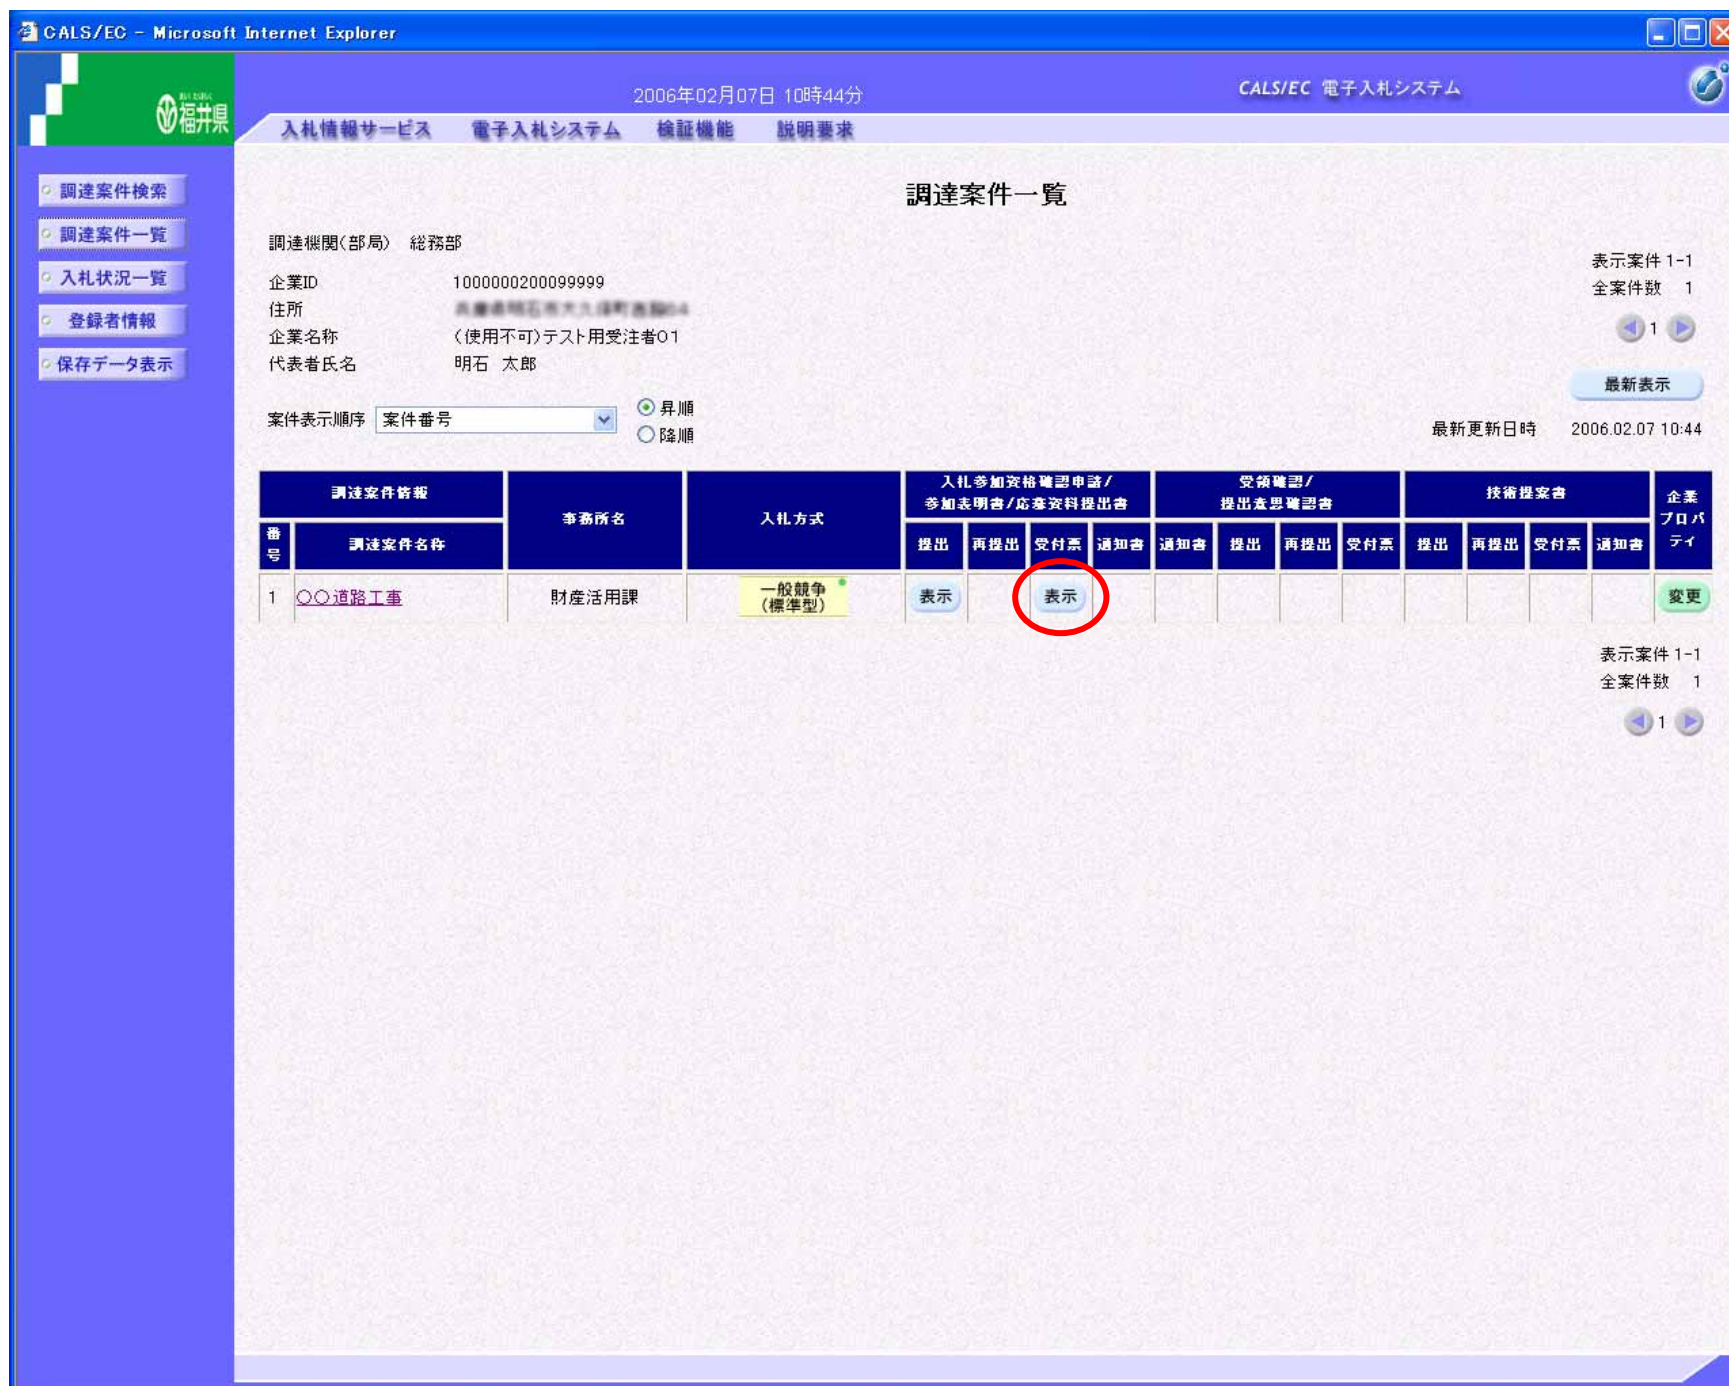 CALS/EC - Microsoft Internet Explorer
福井県
2006年02月07日 10時44分
CALS/EC 電子入札システム
入札情報サービス 電子入札システム 検証機能 説明要求
調達案件検索
調達案件一覧
入札状況一覧
登録者情報
保存データ表示
調達案件一覧
調達機関(部局) 総務部
企業ID 1000000200099999
住所
企業名称 (使用不可)テスト用受注者01
代表者氏名 明石 太郎
表示案件 1-1
全案件数 1
1
最新表示
案件表示順序 案件番号
昇順
降順
最新更新日時 2006.02.07 10:44
調達案件情報 事務所名 入札方式 入札参加資格確認申請/参加表明書/応募資料提出書 受領確認/提出意思確認書 技術提案書 企業プロパティ
番号 調達案件名称 提出 再提出 受付票 通知書 通知書 提出 再提出 受付票 提出 再提出 受付票 通知書
1 〇〇道路工事 財産活用課 一般競争(標準型) 表示 表示 変更
表示案件 1-1
全案件数 1
1